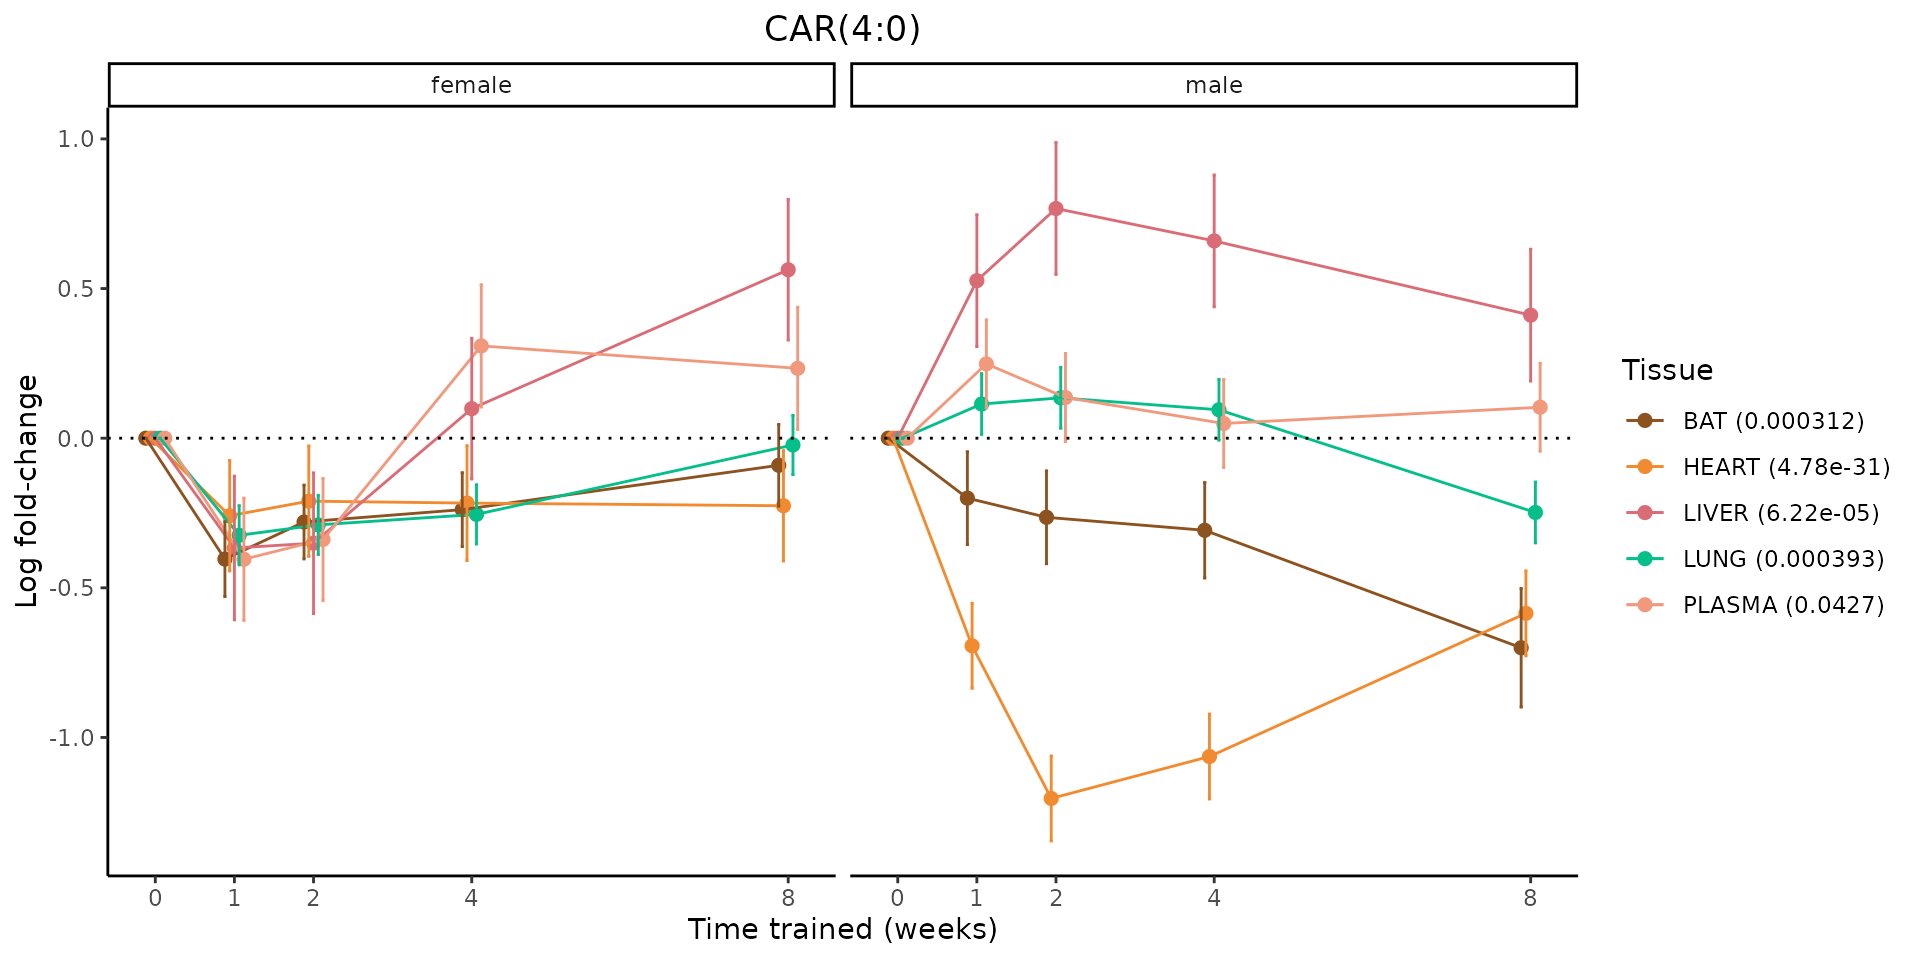 CAR(4:0)
female
male
1.0
0.5
0.0
-0.5
-1.0
Log fold-change
0 1 2 4 8
0 1 2 4 8
Time trained (weeks)
Tissue
BAT (0.000312)
HEART (4.78e-31)
LIVER (6.22e-05)
LUNG (0.000393)
PLASMA (0.0427)